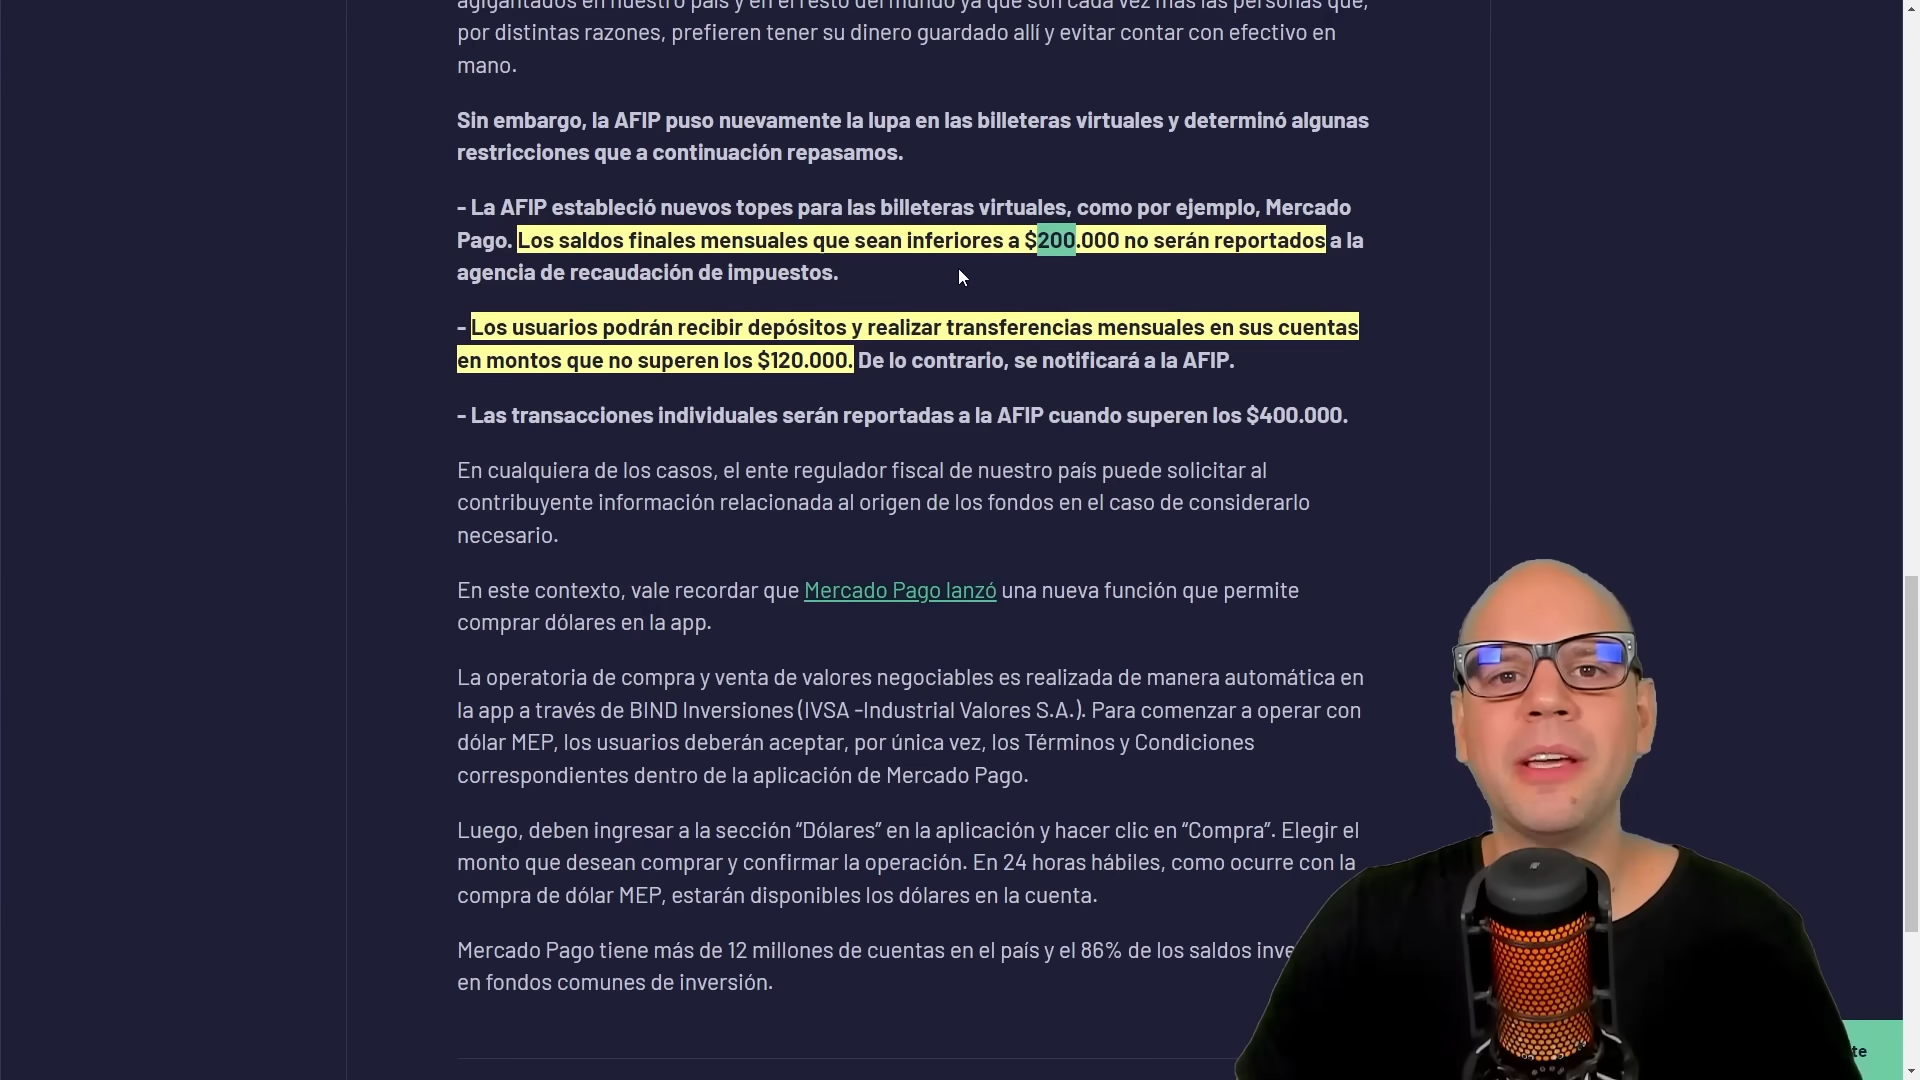 agigantados en nuestro país y en el resto del mundo ya que son cada vez más las personas que,
por distintas razones, prefieren tener su dinero guardado allí y evitar contar con efectivo en
mano.
Sin embargo, la AFIP puso nuevamente la lupa en las billeteras virtuales y determinó algunas
restricciones que a continuación repasamos.
- La AFIP estableció nuevos topes para las billeteras virtuales, como por ejemplo, Mercado
Pago. Los saldos finales mensuales que sean inferiores a $200.000 no serán reportados a la
agencia de recaudación de impuestos.
- Los usuarios podrán recibir depósitos y realizar transferencias mensuales en sus cuentas
en montos que no superen los $120.000. De lo contrario, se notificará a la AFIP.
- Las transacciones individuales serán reportadas a la AFIP cuando superen los $400.000.
En cualquiera de los casos, el ente regulador fiscal de nuestro país puede solicitar al
contribuyente información relacionada al origen de los fondos en el caso de considerarlo
necesario.
En este contexto, vale recordar que Mercado Pago lanzó una nueva función que permite
comprar dólares en la app.
La operatoria de compra y venta de valores negociables es realizada de manera automática en
la app a través de BIND Inversiones (IVSA -Industrial Valores S.A.). Para comenzar a operar con
dólar MEP, los usuarios deberán aceptar, por única vez, los Términos y Condiciones
correspondientes dentro de la aplicación de Mercado Pago.
Luego, deben ingresar a la sección “Dólares” en la aplicación y hacer clic en “Compra”. Elegir el
monto que desean comprar y confirmar la operación. En 24 horas hábiles, como ocurre con la
compra de dólar MEP, estarán disponibles los dólares en la cuenta.
Mercado Pago tiene más de 12 millones de cuentas en el país y el 86% de los saldos inve
en fondos comunes de inversión.
te